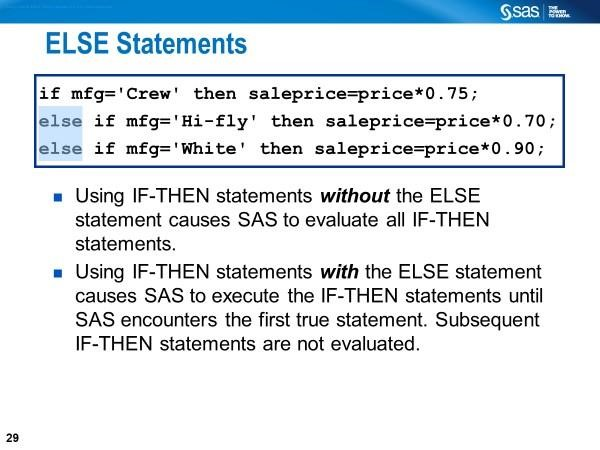 sas THE POWER TO KNOW.
ELSE Statements
if mfg='Crew' then saleprice=price*0.75;
else if mfg='Hi-fly' then saleprice=price*0.70;
else if mfg='White' then saleprice=price*0.90;
Using IF-THEN statements without the ELSE
statement causes SAS to evaluate all IF-THEN
statements.
Using IF-THEN statements with the ELSE statement
causes SAS to execute the IF-THEN statements until
SAS encounters the first true statement. Subsequent
IF-THEN statements are not evaluated.
29